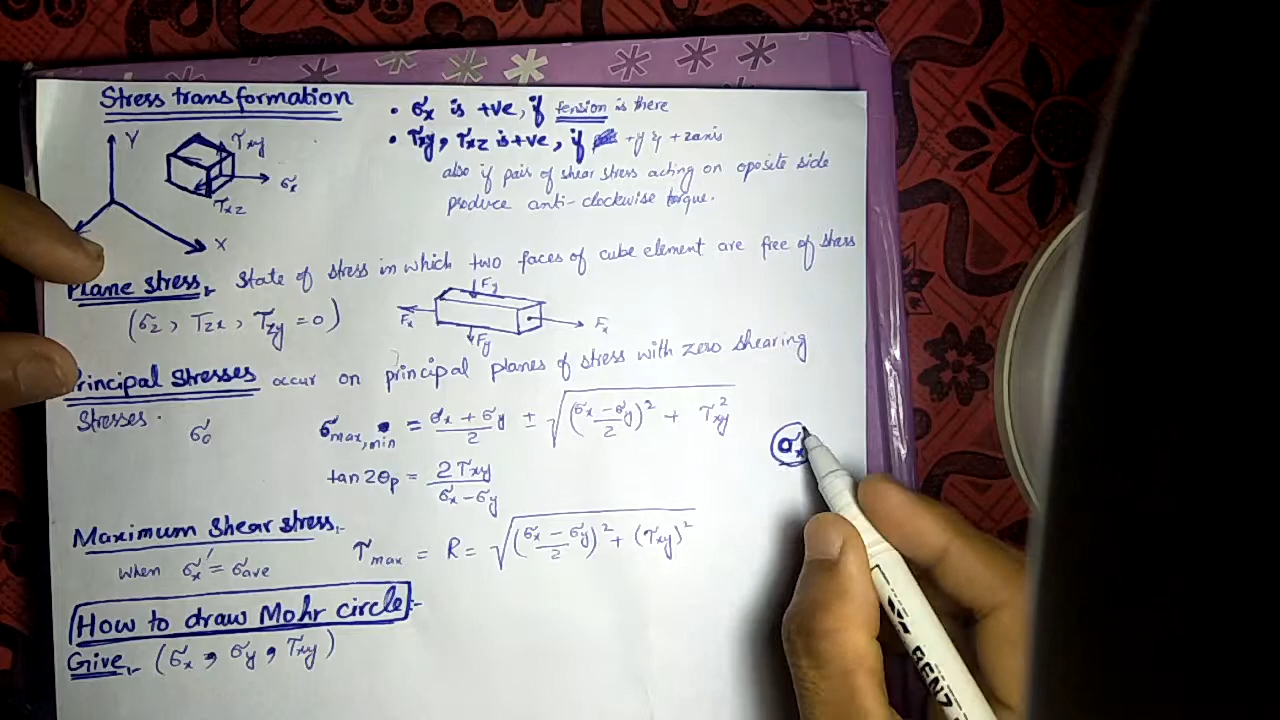 Stress transformation
• σx is +ve, if tension is there
• τxy, τxz is +ve, if +y & +z axis
also if pair of shear stress acting on oposite side
produce anti-clockwise torque.
Y
τxy
σx
τxz
X
Plane stress:- State of stress in which two faces of cube element are free of stress
(σz, τzx, τzy = 0)
Fy
Fx
Fx
Fy
Principal Stresses occur on principal planes of stress with zero shearing
stresses.
σmax, min = (σx + σy)/2 ± √(((σx - σy)/2)² + τxy²)
σx
tan 2θp = 2τxy/(σx - σy)
Maximum shear stress:-
when σx' = σave
τmax = R = √(((σx - σy)/2)² + (τxy)²)
How to draw Mohr circle:-
Give:- (σx, σy, τxy)
BENZ